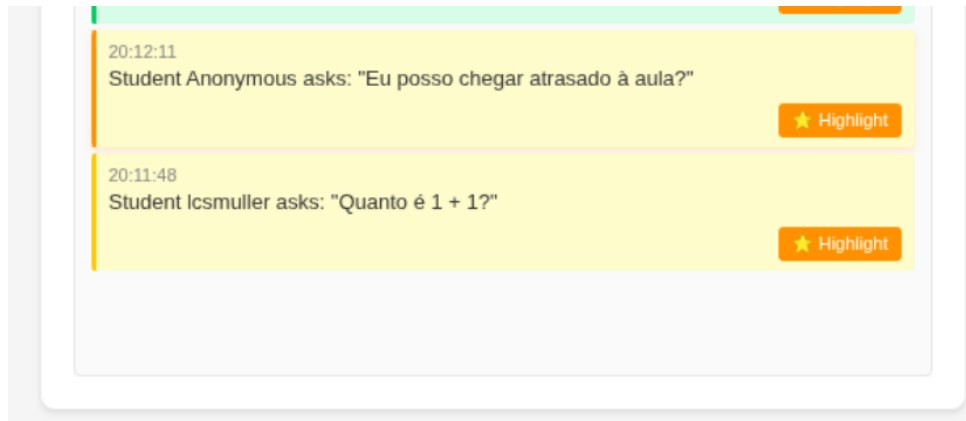 20:12:11
Student Anonymous asks: "Eu posso chegar atrasado à aula?"
⭐ Highlight
20:11:48
Student lcsmuller asks: "Quanto é 1 + 1?"
⭐ Highlight